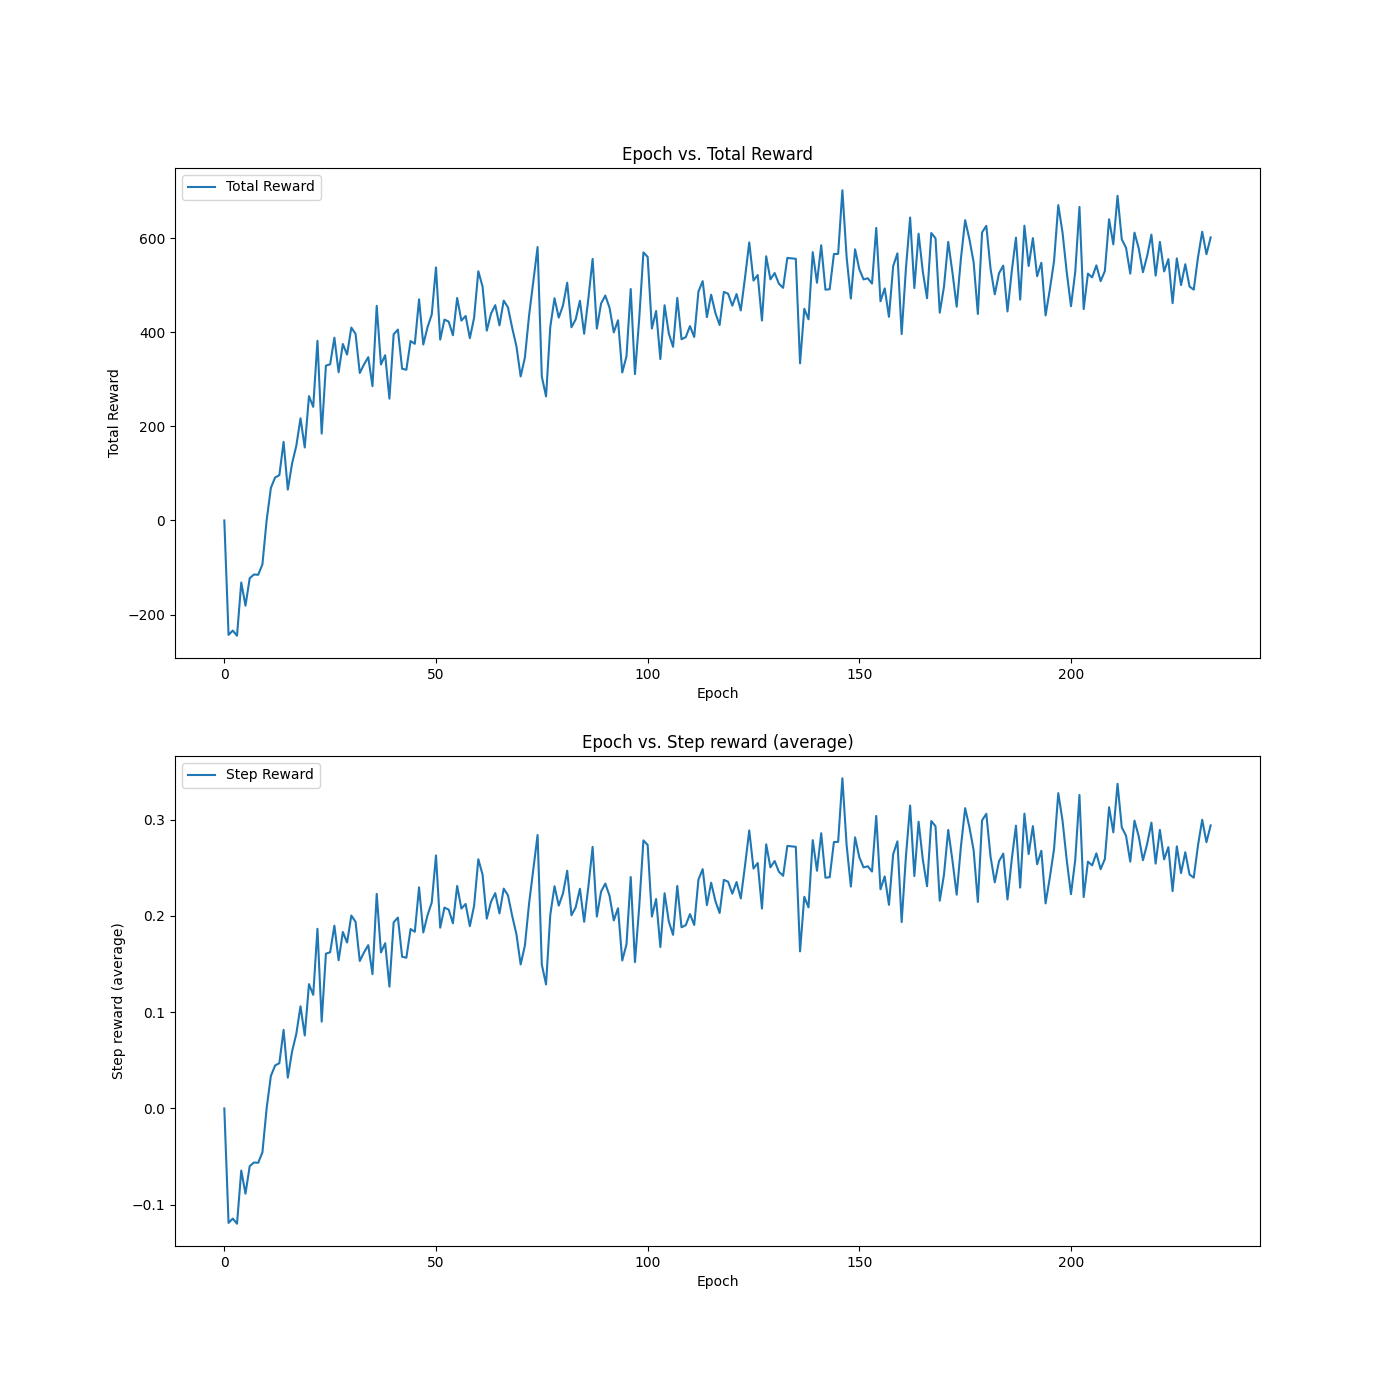 Epoch vs. Total Reward
Total Reward
600
400
200
0
−200
Total Reward
0 50 100 150 200
Epoch
Epoch vs. Step reward (average)
Step Reward
0.3
0.2
0.1
0.0
−0.1
Step reward (average)
0 50 100 150 200
Epoch